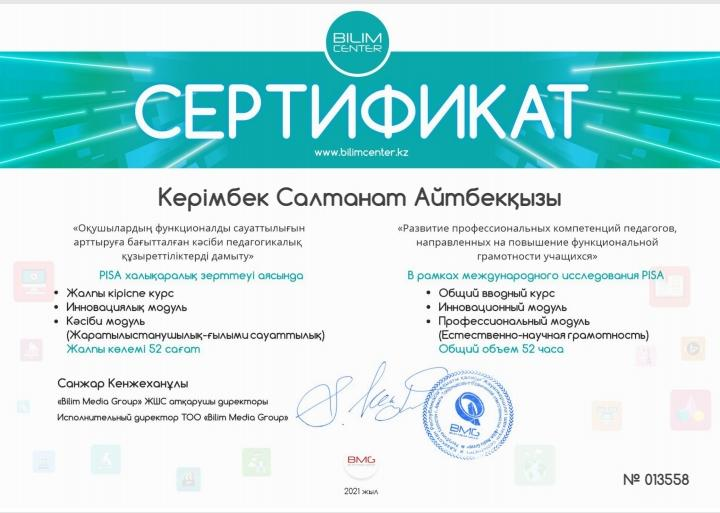 BILIM
CENTER
СЕРТИФИКАТ
www.bilimcenter.kz
Керімбек Салтанат Айтбекқызы
«Оқушылардың функционалды сауаттылығын
арттыруға бағытталған кәсіби педагогикалық
құзыреттіліктерді дамыту»
PISA халықаралық зерттеуі аясында
• Жалпы кіріспе курс
• Инновациялық модуль
• Кәсіби модуль
(Жаратылыстанушылық-ғылыми сауаттылық)
Жалпы көлемі 52 сағат
«Развитие профессиональных компетенций педагогов,
направленных на повышение функциональной
грамотности учащихся»
В рамках международного исследования PISA
• Общий вводный курс
• Инновационный модуль
• Профессиональный модуль
(Естественно-научная грамотность)
Общий объем 52 часа
Санжар Кенжеханұлы
«Bilim Media Group» ЖШС атқарушы директоры
Исполнительный директор ТОО «Bilim Media Group»
BMG
BMG
2021 жыл
№ 013558